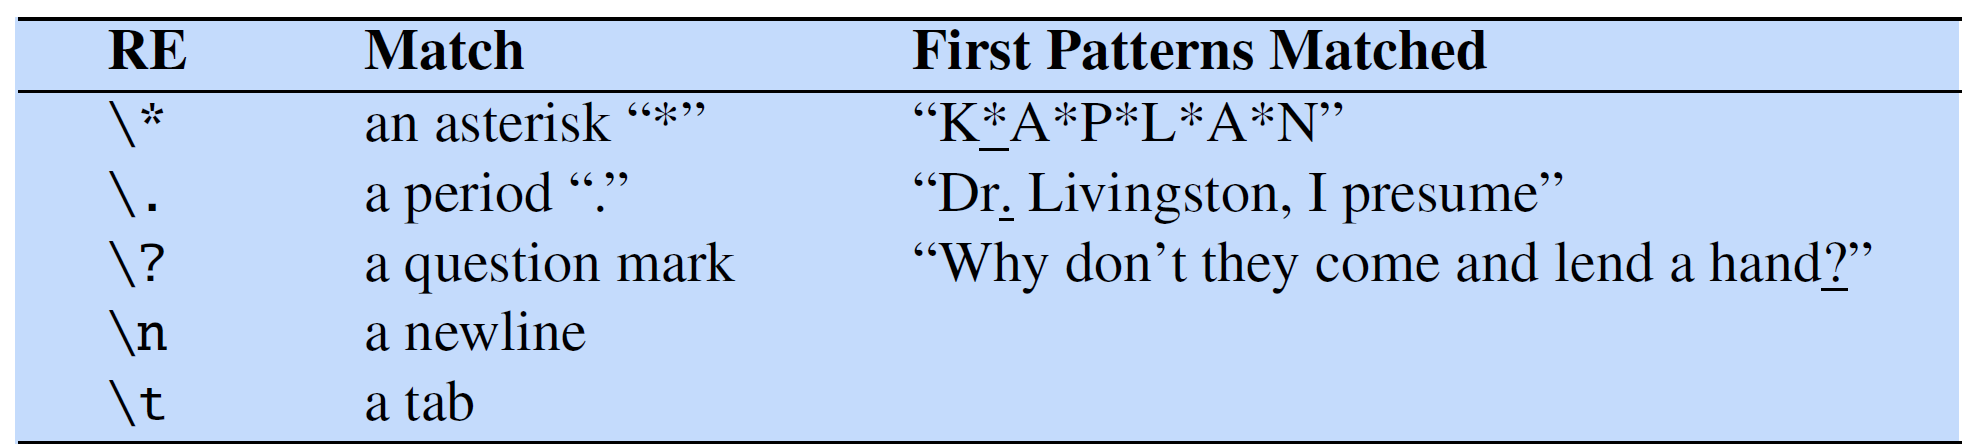 RE Match First Patterns Matched
\* an asterisk “*” “K*A*P*L*A*N”
\. a period “.” “Dr. Livingston, I presume”
\? a question mark “Why don’t they come and lend a hand?”
\n a newline
\t a tab